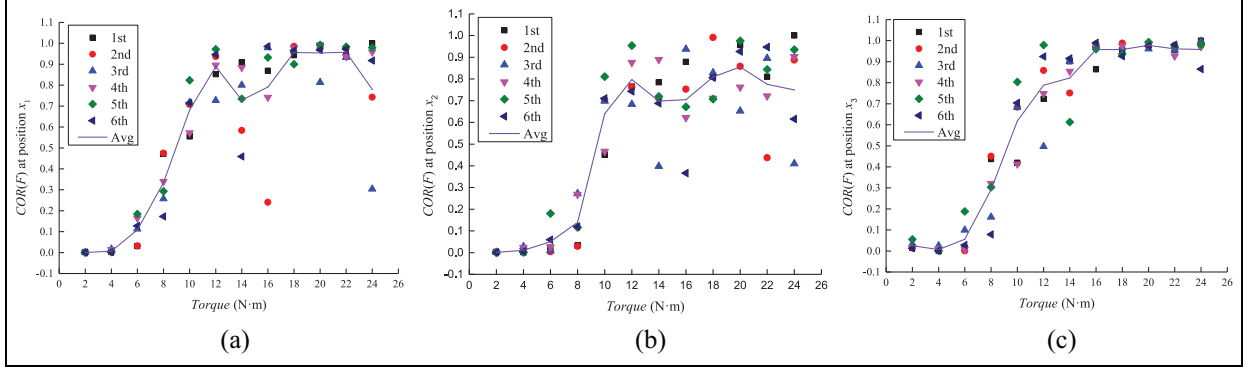 COR(F) at position x1
1.1
1.0
0.9
0.8
0.7
0.6
0.5
0.4
0.3
0.2
0.1
0.0
-0.1
1st
2nd
3rd
4th
5th
6th
Avg
0 2 4 6 8 10 12 14 16 18 20 22 24 26
Torque (N·m)
(a)
COR(F) at position x2
1.1
1.0
0.9
0.8
0.7
0.6
0.5
0.4
0.3
0.2
0.1
0.0
-0.1
1st
2nd
3rd
4th
5th
6th
Avg
0 2 4 6 8 10 12 14 16 18 20 22 24 26
Torque (N·m)
(b)
COR(F) at position x3
1.1
1.0
0.9
0.8
0.7
0.6
0.5
0.4
0.3
0.2
0.1
0.0
-0.1
1st
2nd
3rd
4th
5th
6th
Avg
0 2 4 6 8 10 12 14 16 18 20 22 24 26
Torque (N·m)
(c)